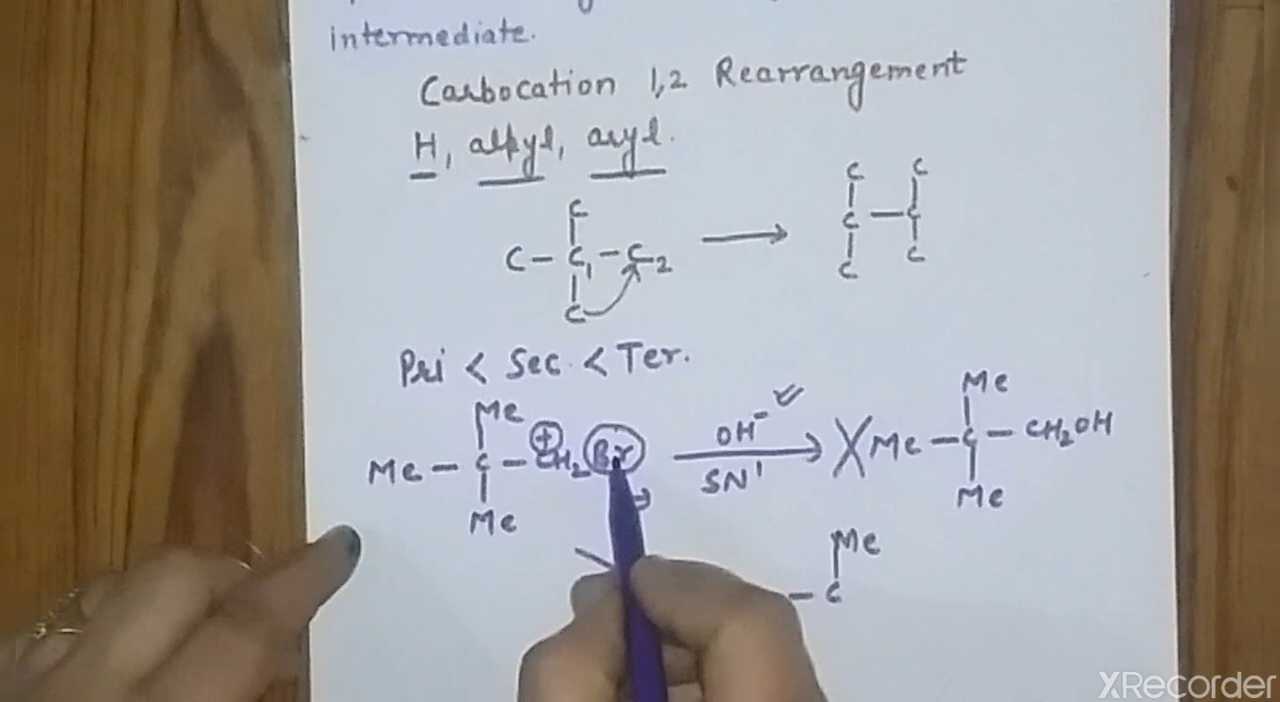 intermediate.
Carbocation 1,2 Rearrangement
H, alkyl, aryl.
C C C
C - C1 - C2 → C - C
C C C
Pri < Sec. < Ter.
Me Me
Me - C - CH2 Br OH- SN1 → X Me - C - CH2OH
⊕
Me Me
Me
- C
XRecorder